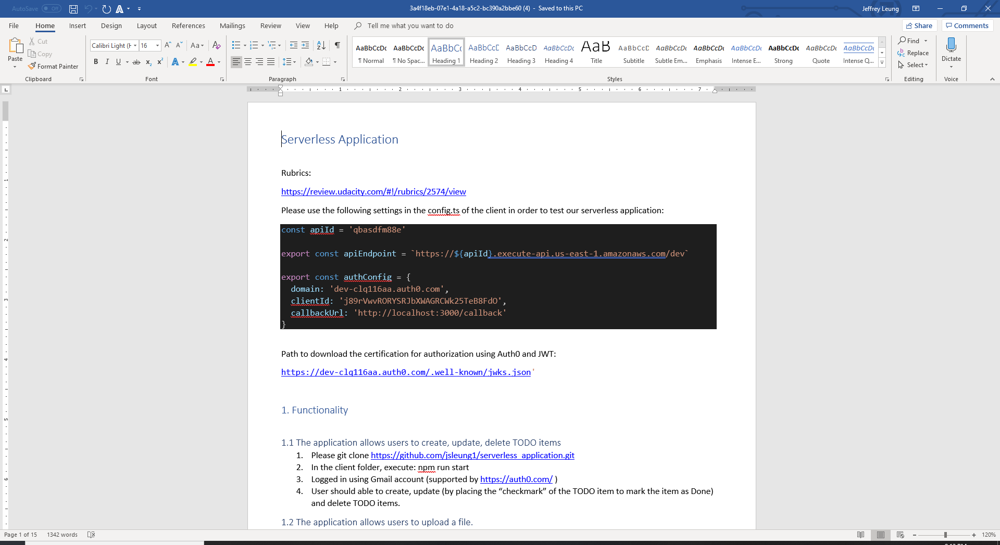 AutoSave Off
3a4f18eb-07e1-4a18-a5c2-bc390a2bbe60 (4) - Saved to this PC
Jeffrey Leung
File Home Insert Design Layout References Mailings Review View Help Tell me what you want to do Share Comments
Paste
Cut
Copy
Format Painter
Clipboard
Calibri Light (H 16
Font
Paragraph
AaBbCcDc AaBbCcDc AaBbCc AaBbCcD AaBbCcD AaBbCcDc AaB AaBbCcD AaBbCcDc AaBbCcDc AaBbCcDc AaBbCcDc AaBbCcDc AaBbCcDc
¶ Normal ¶ No Spac... Heading 1 Heading 2 Heading 3 Heading 4 Title Subtitle Subtle Em... Emphasis Intense E... Strong Quote Intense Q...
Styles
Find
Replace
Select
Editing
Dictate
Voice
1 2 3 4 5 6 7
Serverless Application
Rubrics:
https://review.udacity.com/#!/rubrics/2574/view
Please use the following settings in the config.ts of the client in order to test our serverless application:
const apiId = 'qbasdfm88e'
export const apiEndpoint = `https://${apiId}.execute-api.us-east-1.amazonaws.com/dev`
export const authConfig = {
domain: 'dev-clq116aa.auth0.com',
clientId: 'j89rVwvRORYSRJbXWAGRCWk25TeB8FdO',
callbackUrl: 'http://localhost:3000/callback'
}
Path to download the certification for authorization using Auth0 and JWT:
https://dev-clq116aa.auth0.com/.well-known/jwks.json'
1. Functionality
1.1 The application allows users to create, update, delete TODO items
1. Please git clone https://github.com/jsleung1/serverless_application.git
2. In the client folder, execute: npm run start
3. Logged in using Gmail account (supported by https://auth0.com/ )
4. User should able to create, update (by placing the “checkmark” of the TODO item to mark the item as Done)
and delete TODO items.
1.2 The application allows users to upload a file.
Page 1 of 15 1342 words 120%